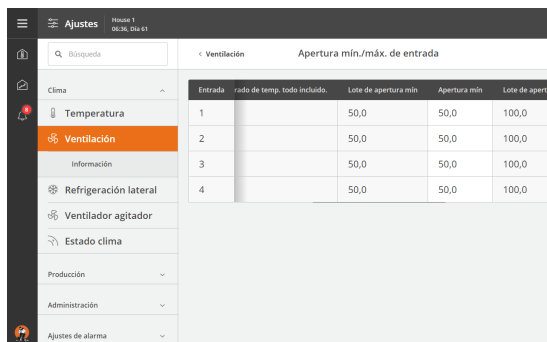 Ajustes
House 1
06:36, Día 61
Búsqueda
Ventilación
Apertura mín./máx. de entrada
8
Clima
Temperatura
Ventilación
Información
Refrigeración lateral
Ventilador agitador
Estado clima
Producción
Administración
Ajustes de alarma
Entrada rado de temp. todo incluido. Lote de apertura mín Apertura mín Lote de apert
1 50,0 50,0 100,0
2 50,0 50,0 100,0
3 50,0 50,0 100,0
4 50,0 50,0 100,0